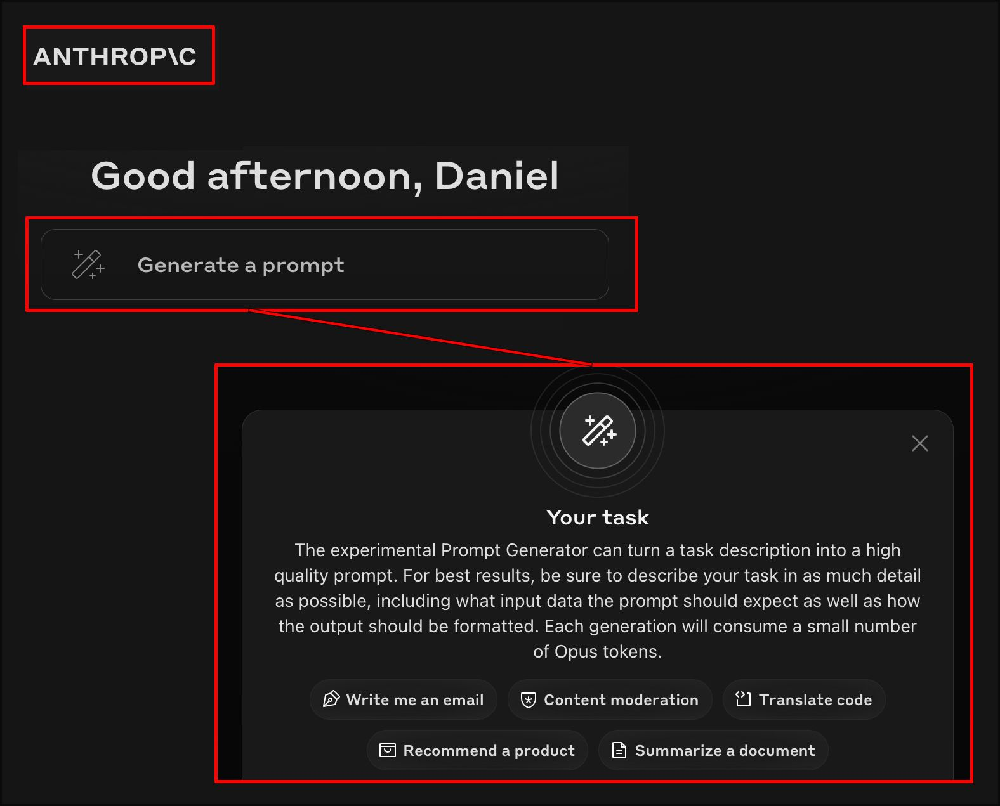 ANTHROP\C
Good afternoon, Daniel
Generate a prompt
Your task
The experimental Prompt Generator can turn a task description into a high
quality prompt. For best results, be sure to describe your task in as much detail
as possible, including what input data the prompt should expect as well as how
the output should be formatted. Each generation will consume a small number
of Opus tokens.
Write me an email
Content moderation
Translate code
Recommend a product
Summarize a document